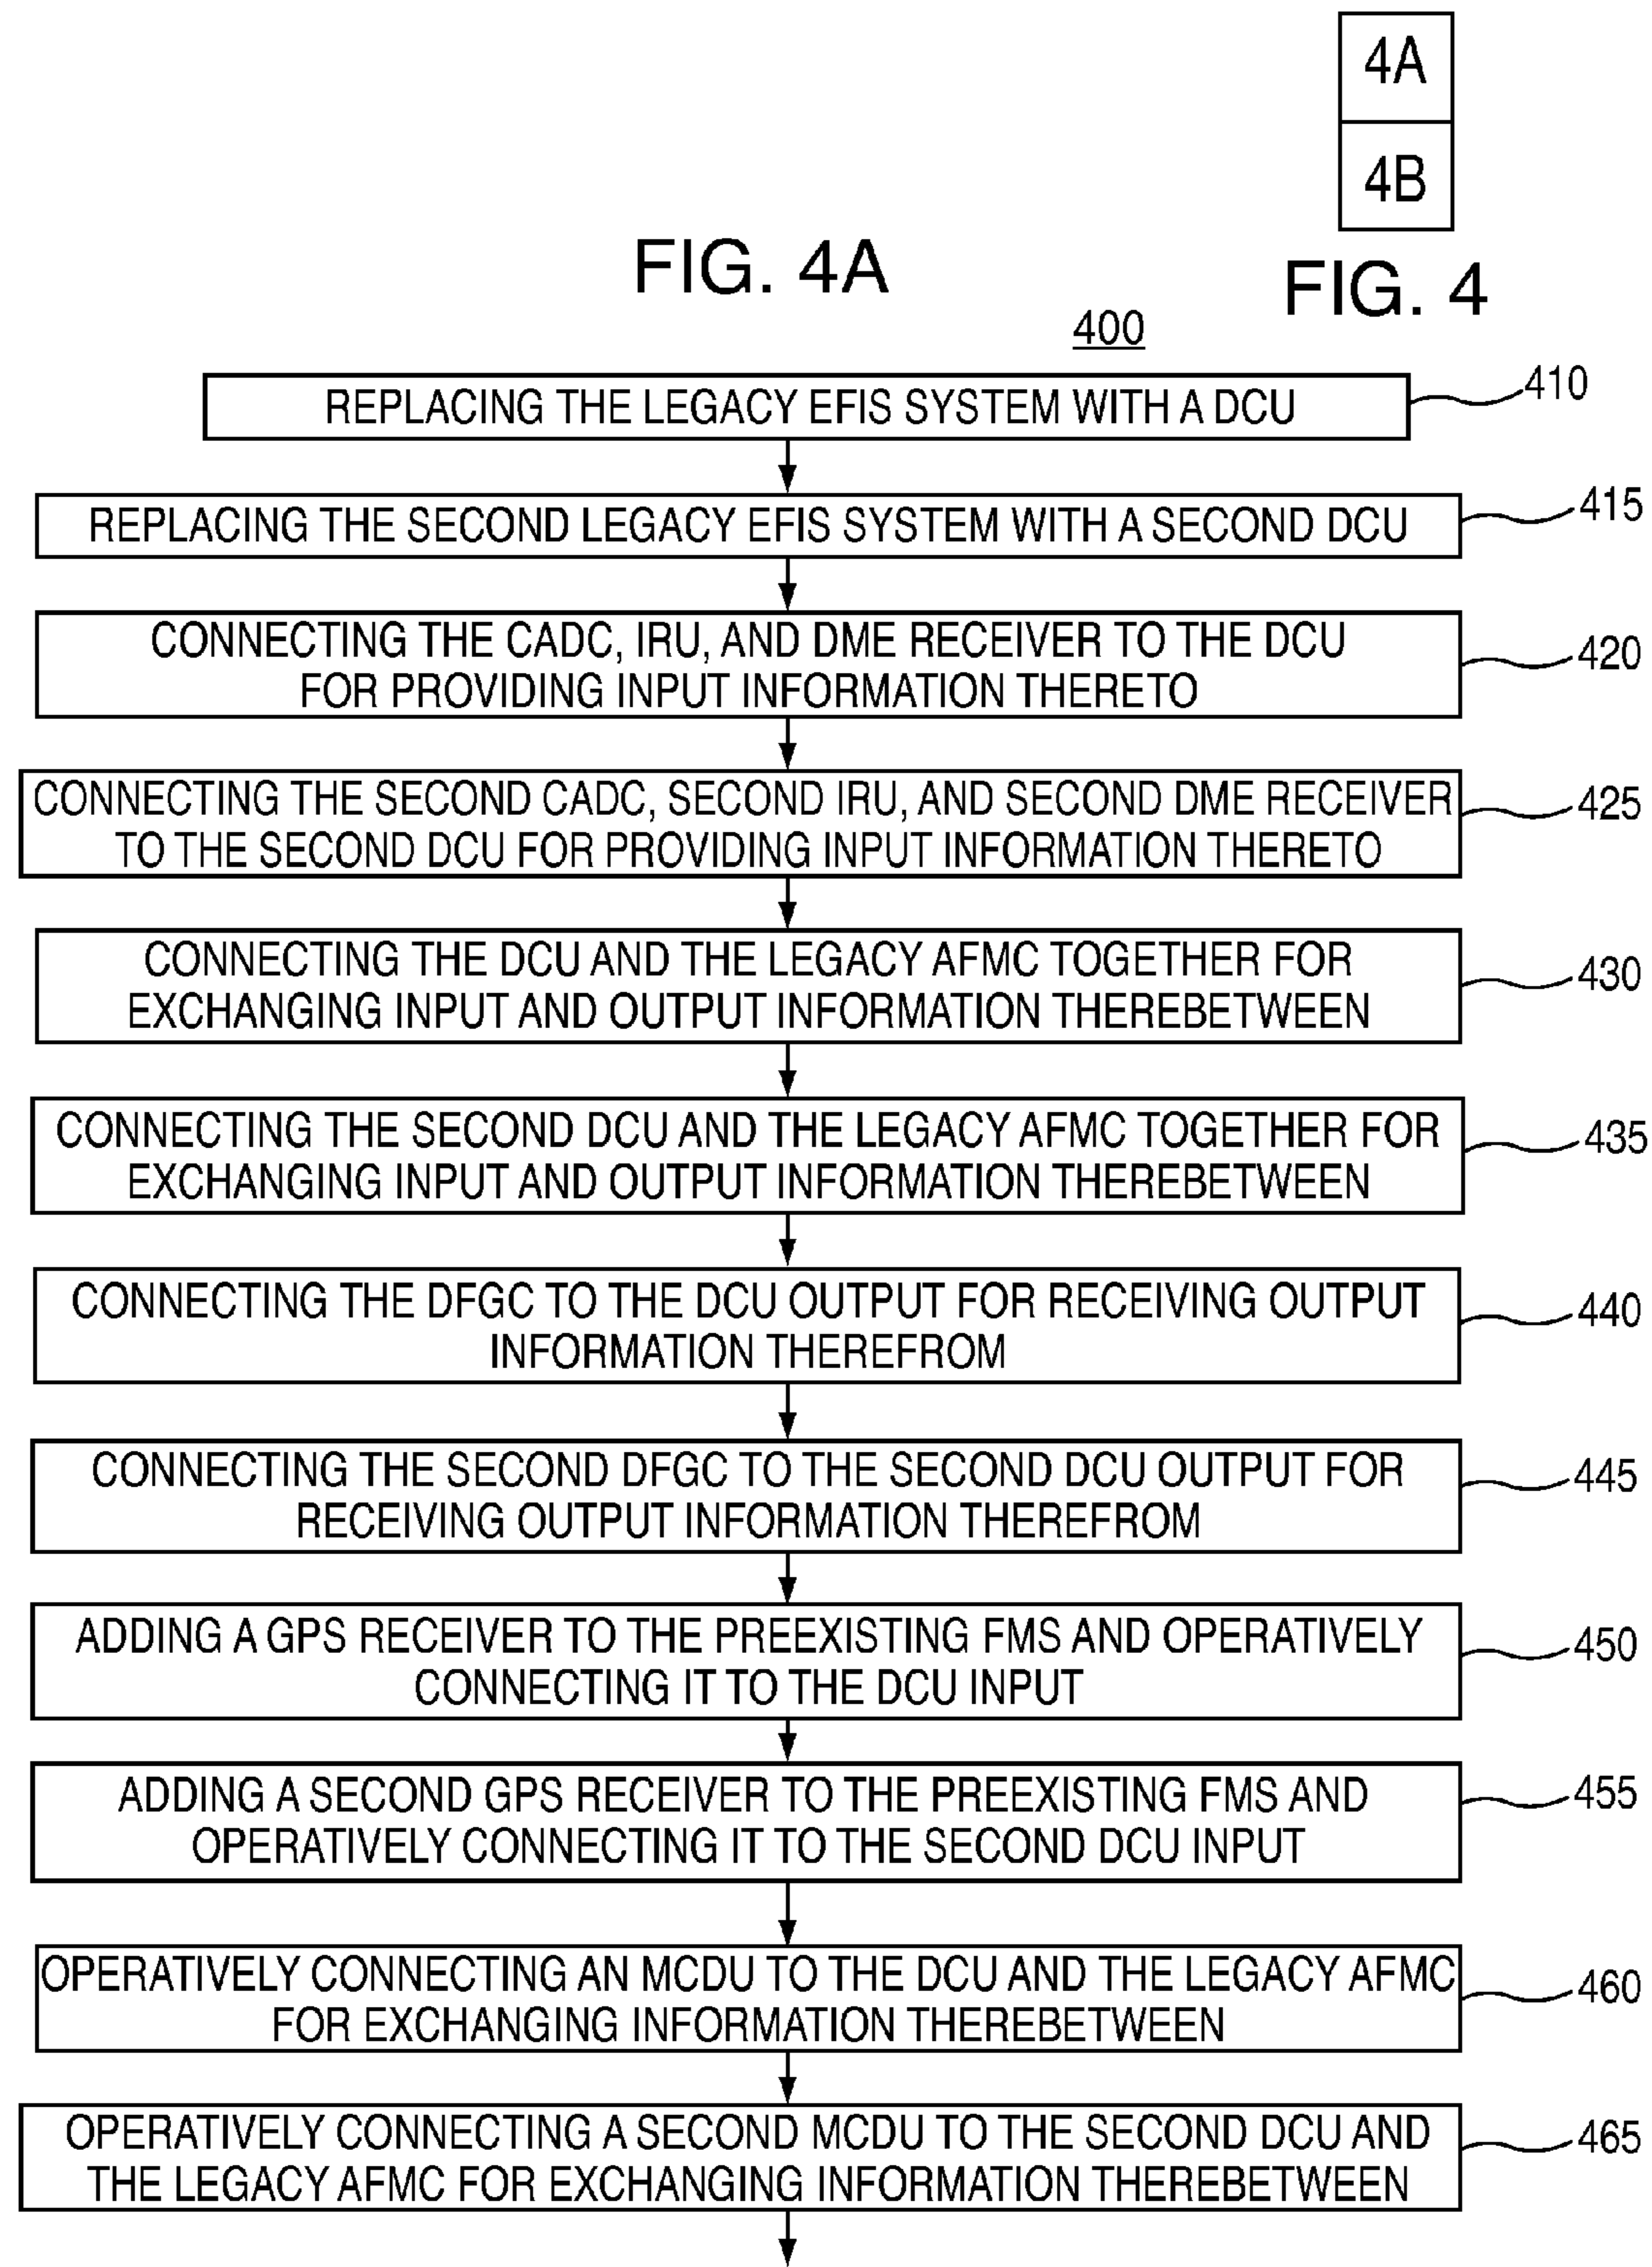 4A
4B
FIG. 4A
FIG. 4
400
REPLACING THE LEGACY EFIS SYSTEM WITH A DCU
410
REPLACING THE SECOND LEGACY EFIS SYSTEM WITH A SECOND DCU
415
CONNECTING THE CADC, IRU, AND DME RECEIVER TO THE DCU
FOR PROVIDING INPUT INFORMATION THERETO
420
CONNECTING THE SECOND CADC, SECOND IRU, AND SECOND DME RECEIVER
TO THE SECOND DCU FOR PROVIDING INPUT INFORMATION THERETO
425
CONNECTING THE DCU AND THE LEGACY AFMC TOGETHER FOR
EXCHANGING INPUT AND OUTPUT INFORMATION THEREBETWEEN
430
CONNECTING THE SECOND DCU AND THE LEGACY AFMC TOGETHER FOR
EXCHANGING INPUT AND OUTPUT INFORMATION THEREBETWEEN
435
CONNECTING THE DFGC TO THE DCU OUTPUT FOR RECEIVING OUTPUT
INFORMATION THEREFROM
440
CONNECTING THE SECOND DFGC TO THE SECOND DCU OUTPUT FOR
RECEIVING OUTPUT INFORMATION THEREFROM
445
ADDING A GPS RECEIVER TO THE PREEXISTING FMS AND OPERATIVELY
CONNECTING IT TO THE DCU INPUT
450
ADDING A SECOND GPS RECEIVER TO THE PREEXISTING FMS AND
OPERATIVELY CONNECTING IT TO THE SECOND DCU INPUT
455
OPERATIVELY CONNECTING AN MCDU TO THE DCU AND THE LEGACY AFMC
FOR EXCHANGING INFORMATION THEREBETWEEN
460
OPERATIVELY CONNECTING A SECOND MCDU TO THE SECOND DCU AND
THE LEGACY AFMC FOR EXCHANGING INFORMATION THEREBETWEEN
465